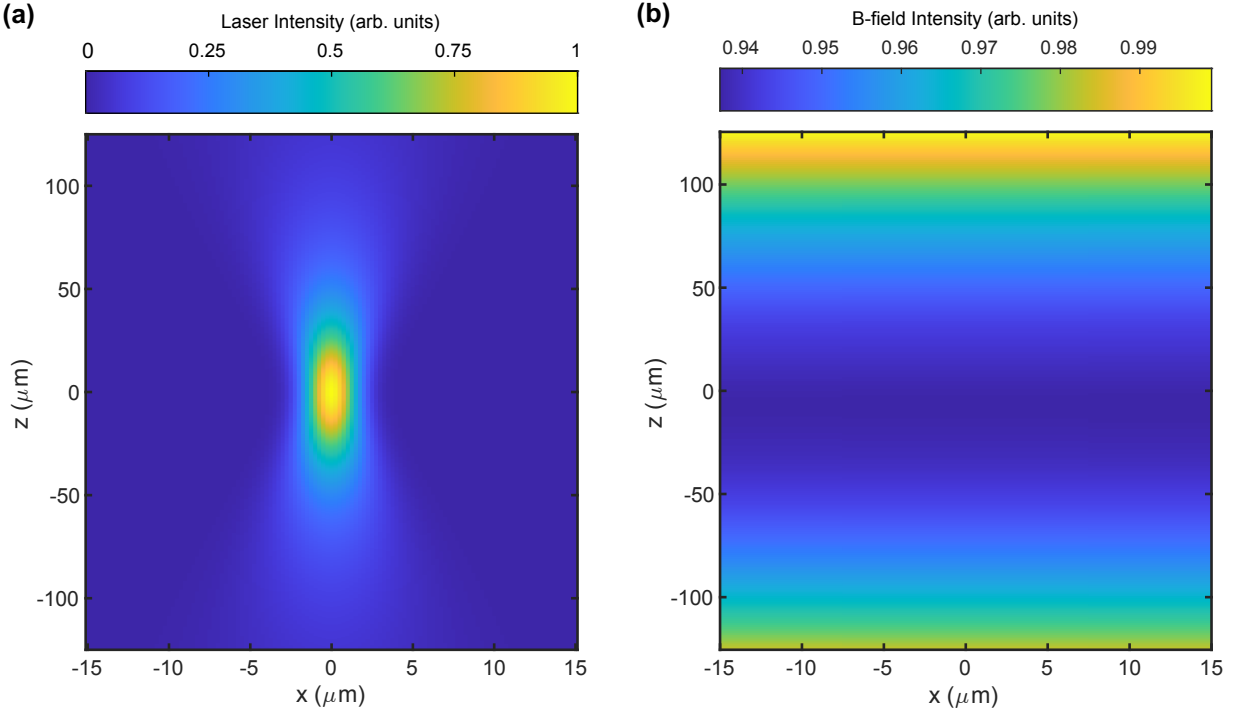 (a)
Laser Intensity (arb. units)
0 0.25 0.5 0.75 1
100
50
0
-50
-100
z (μm)
-15 -10 -5 0 5 10 15
x (μm)
(b)
B-field Intensity (arb. units)
0.94 0.95 0.96 0.97 0.98 0.99
100
50
0
-50
-100
z (μm)
-15 -10 -5 0 5 10 15
x (μm)